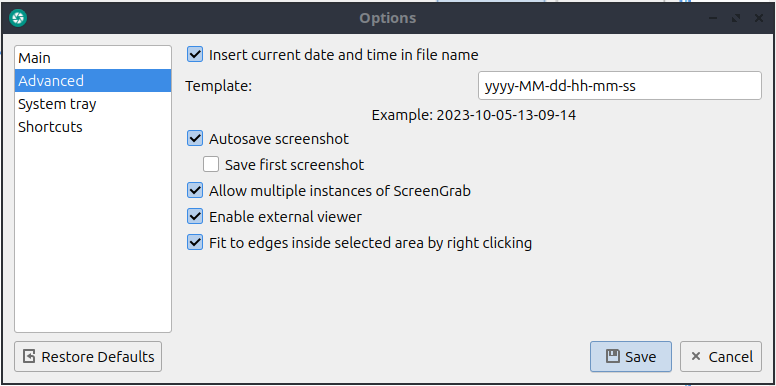 Options
Main
Advanced
System tray
Shortcuts
Insert current date and time in file name
Template:
yyyy-MM-dd-hh-mm-ss
Example: 2023-10-05-13-09-14
Autosave screenshot
Save first screenshot
Allow multiple instances of ScreenGrab
Enable external viewer
Fit to edges inside selected area by right clicking
Restore Defaults
Save
Cancel